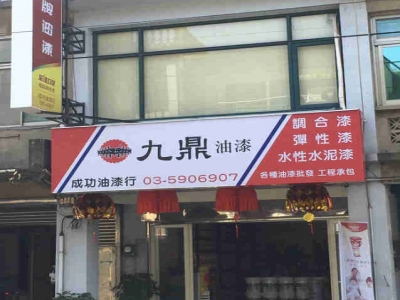 牌油漆
九鼎油漆
調合漆
彈性漆
水性水泥漆
成功油漆行 03-5906907
各種油漆批發 工程承包